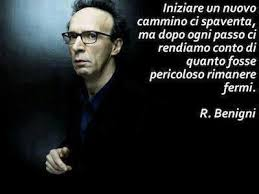 Iniziare un nuovo
cammino ci spaventa,
ma dopo ogni passo ci
rendiamo conto di
quanto fosse
pericoloso rimanere
fermi.
R. Benigni